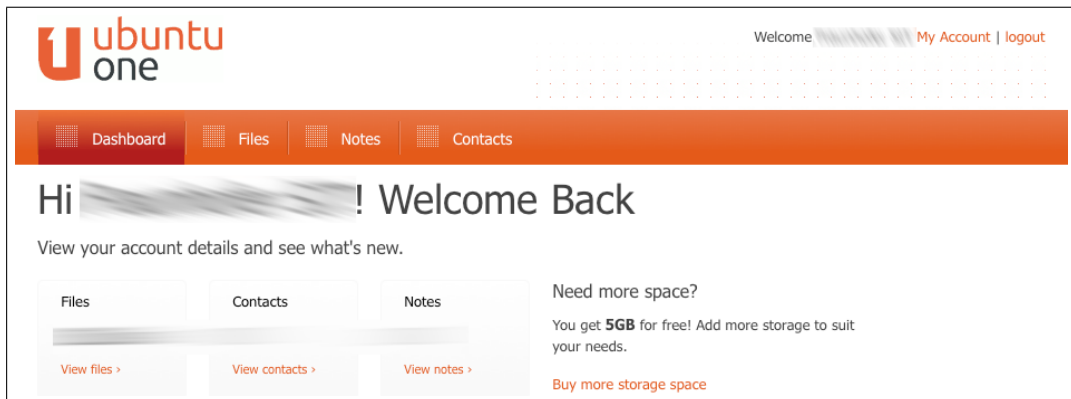 ubuntu
one
Welcome My Account | logout
Dashboard Files Notes Contacts
Hi ! Welcome Back
View your account details and see what's new.
Files Contacts Notes
View files › View contacts › View notes ›
Need more space?
You get 5GB for free! Add more storage to suit
your needs.
Buy more storage space